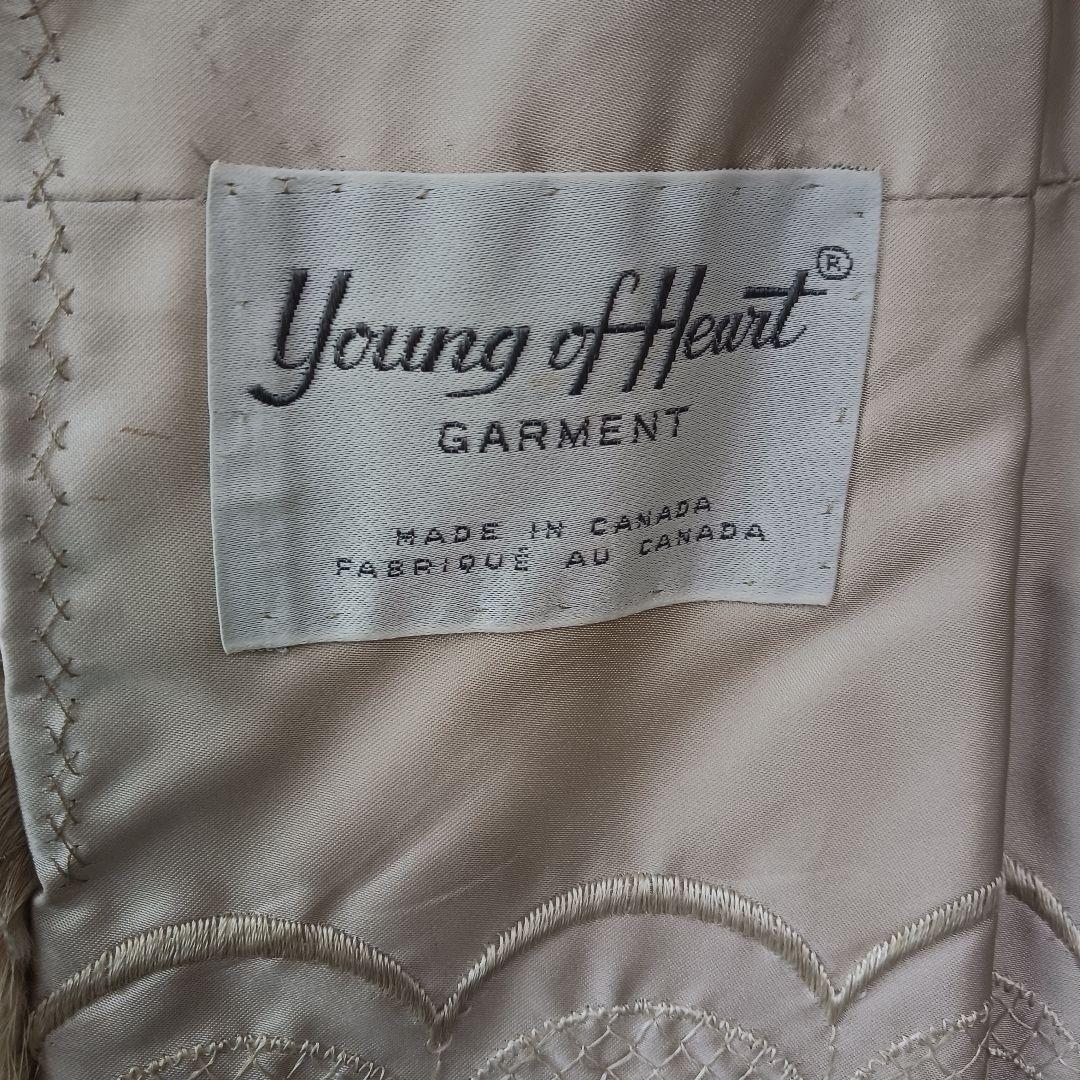 Young of Heart®
GARMENT
MADE IN CANADA
FABRIQUÉ AU CANADA